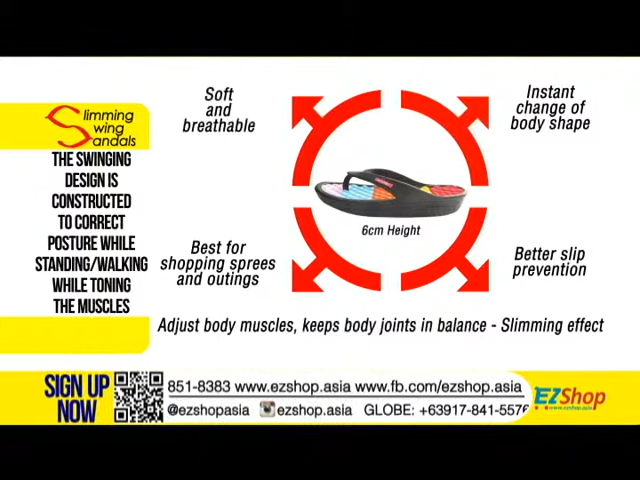 Slimming
Swing
Sandals
THE SWINGING
DESIGN IS
CONSTRUCTED
TO CORRECT
POSTURE WHILE
STANDING/WALKING
WHILE TONING
THE MUSCLES
Soft
and
breathable
Instant
change of
body shape
6cm Height
Best for
shopping sprees
and outings
Better slip
prevention
Adjust body muscles, keeps body joints in balance - Slimming effect
SIGN UP
NOW
851-8383 www.ezshop.asia www.fb.com/ezshop.asia
@ezshopasia ezshop.asia GLOBE: +63917-841-5576
EZShop
www.ezshop.asia